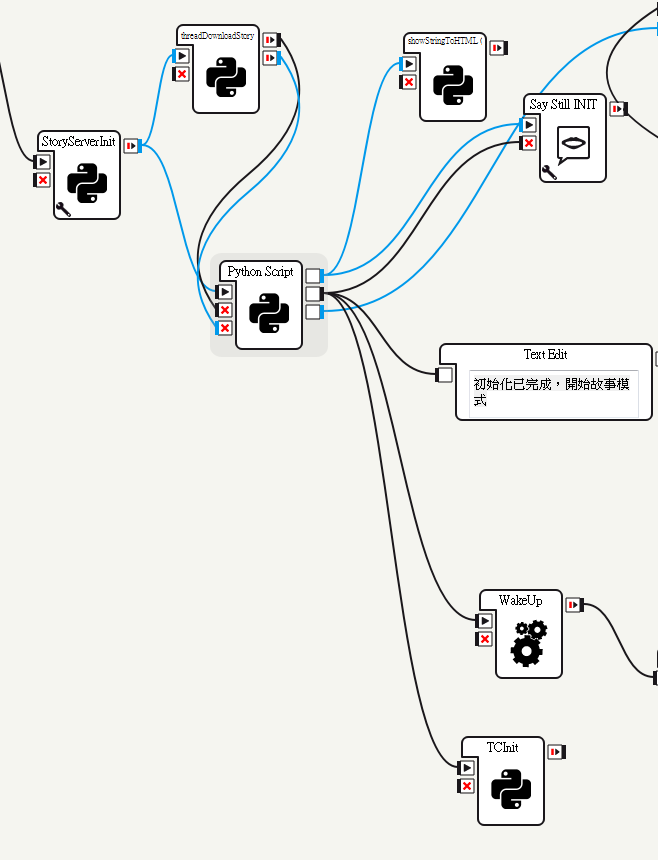 threadDownloadStory
showStringToHTML (
Say Still INIT
StoryServerInit
Python Script
Text Edit
初始化已完成，開始故事模
式
WakeUp
TCInit